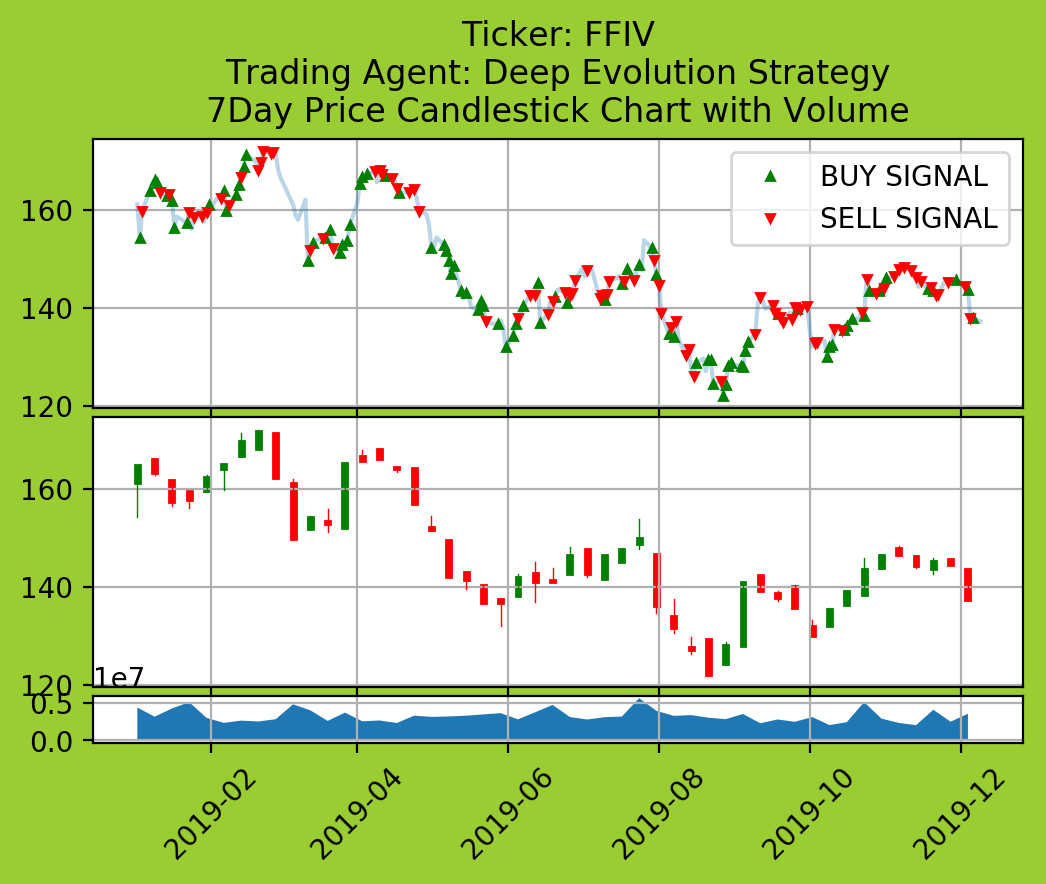 Ticker: FFIV
Trading Agent: Deep Evolution Strategy
7Day Price Candlestick Chart with Volume
BUY SIGNAL
SELL SIGNAL
160
140
120
160
140
120
1e7
0.5
0.0
2019-02
2019-04
2019-06
2019-08
2019-10
2019-12